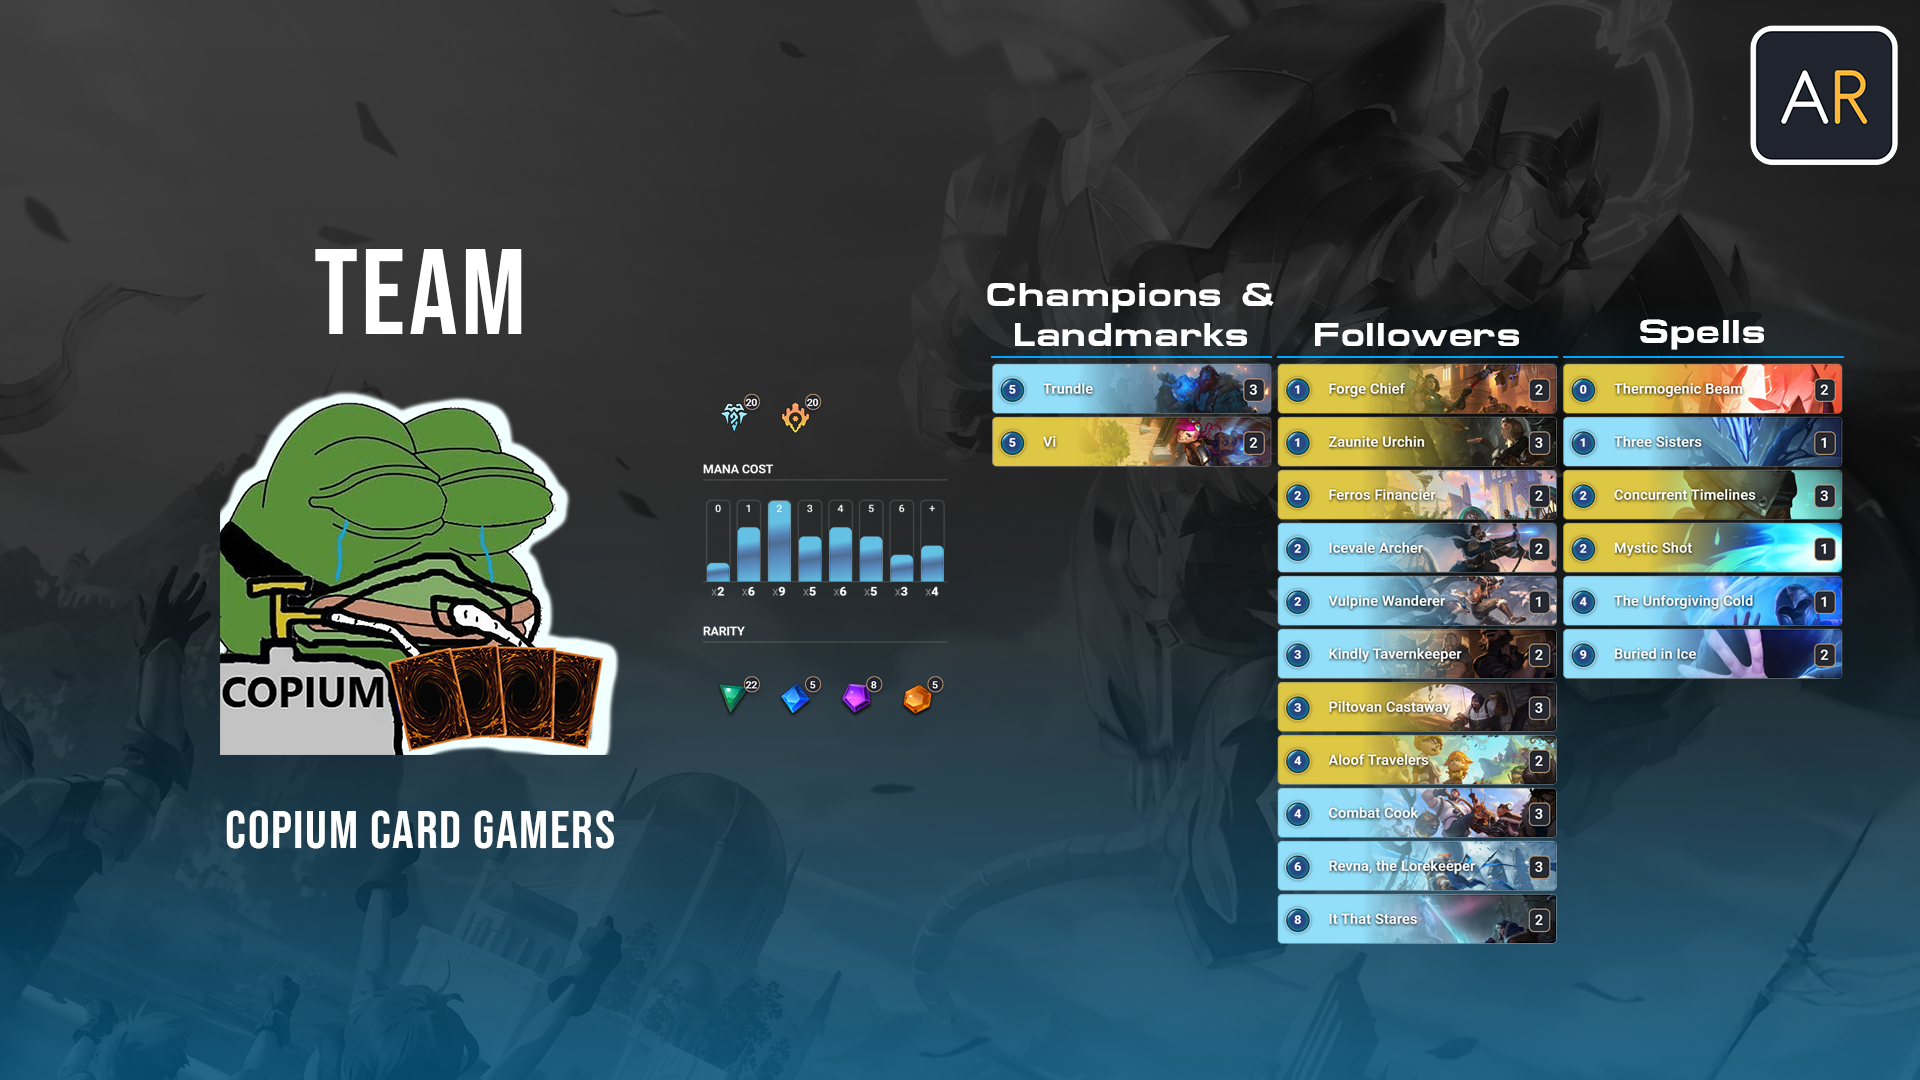 AR
TEAM
COPIUM
COPIUM CARD GAMERS
20 20
MANA COST
0 1 2 3 4 5 6 +
x2 x6 x9 x5 x6 x5 x3 x4
RARITY
22 5 8 5
Champions &
Landmarks
5 Trundle 3
5 Vi 2
Followers
1 Forge Chief 2
1 Zaunite Urchin 3
2 Ferros Financier 2
2 Icevale Archer 2
2 Vulpine Wanderer 1
3 Kindly Tavernkeeper 2
3 Piltovan Castaway 3
4 Aloof Travelers 2
4 Combat Cook 3
6 Revna, the Lorekeeper 3
8 It That Stares 2
Spells
0 Thermogenic Beam 2
1 Three Sisters 1
2 Concurrent Timelines 3
2 Mystic Shot 1
4 The Unforgiving Cold 1
9 Buried in Ice 2